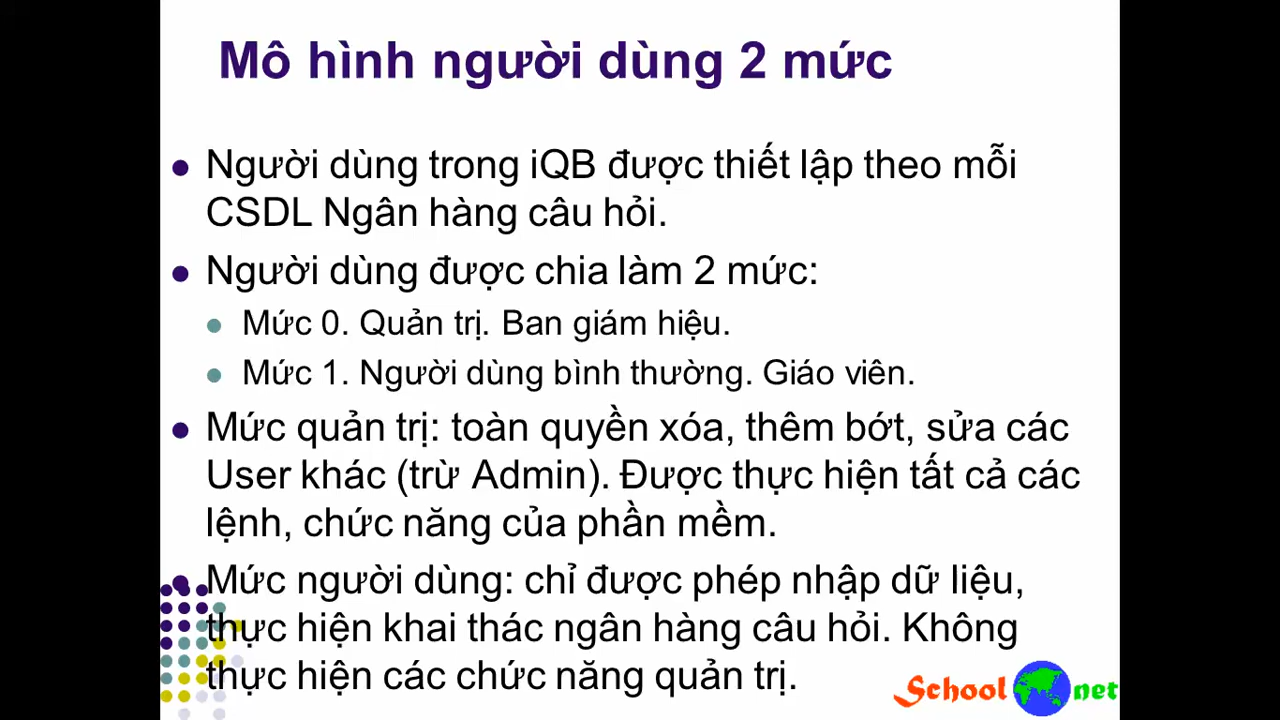 Mô hình người dùng 2 mức
Người dùng trong iQB được thiết lập theo mỗi
CSDL Ngân hàng câu hỏi.
Người dùng được chia làm 2 mức:
Mức 0. Quản trị. Ban giám hiệu.
Mức 1. Người dùng bình thường. Giáo viên.
Mức quản trị: toàn quyền xóa, thêm bớt, sửa các
User khác (trừ Admin). Được thực hiện tất cả các
lệnh, chức năng của phần mềm.
Mức người dùng: chỉ được phép nhập dữ liệu,
thực hiện khai thác ngân hàng câu hỏi. Không
thực hiện các chức năng quản trị.
School net